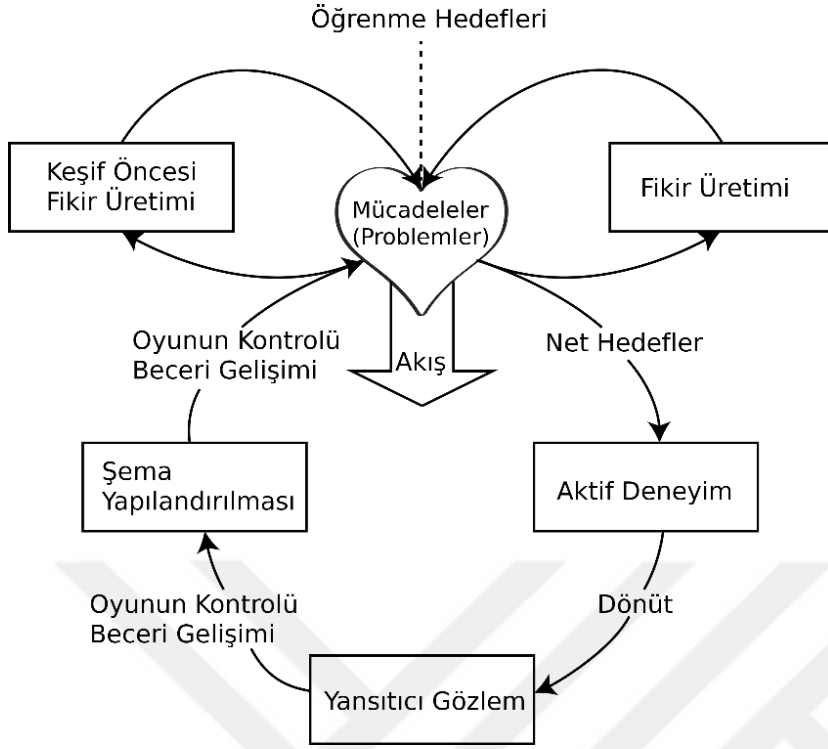 Öğrenme Hedefleri
Keşif Öncesi
Fikir Üretimi
Mücadeleler
(Problemler)
Fikir Üretimi
Oyunun Kontrolü
Beceri Gelişimi
Akış
Net Hedefler
Şema
Yapılandırılması
Aktif Deneyim
Oyunun Kontrolü
Beceri Gelişimi
Dönüt
Yansıtıcı Gözlem